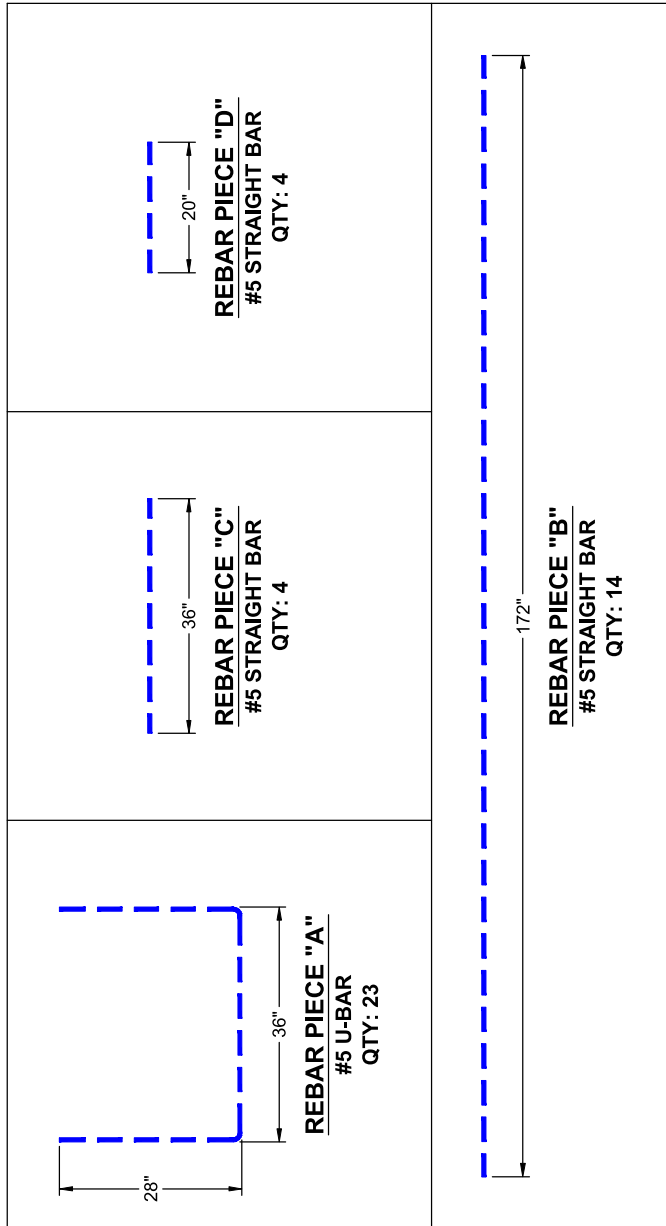 28"
36"
REBAR PIECE "A"
#5 U-BAR
QTY: 23
36"
REBAR PIECE "C"
#5 STRAIGHT BAR
QTY: 4
20"
REBAR PIECE "D"
#5 STRAIGHT BAR
QTY: 4
172"
REBAR PIECE "B"
#5 STRAIGHT BAR
QTY: 14